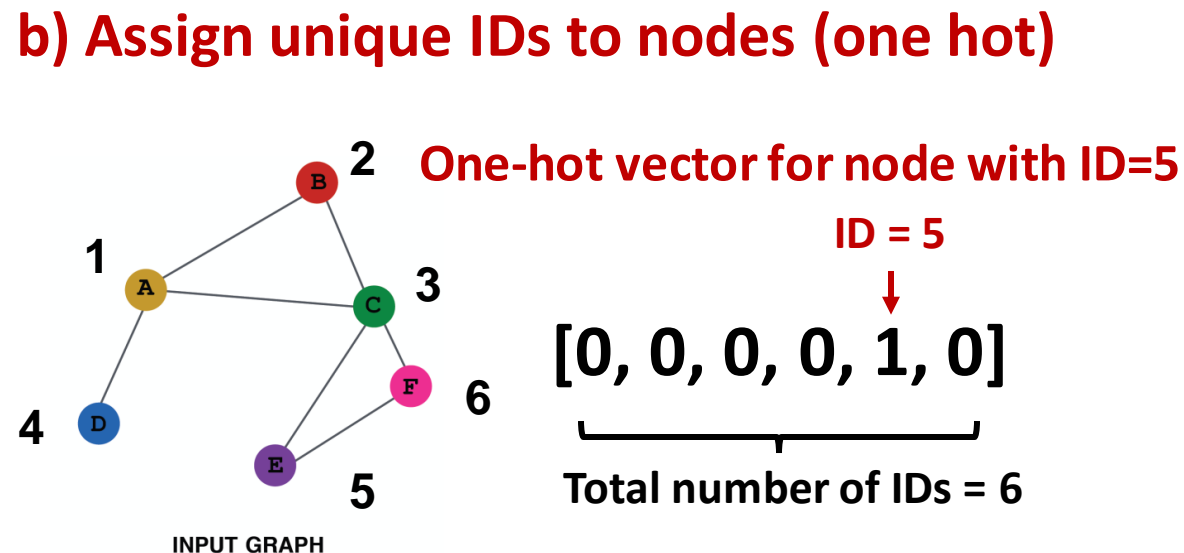 b) Assign unique IDs to nodes (one hot)
2
B
One-hot vector for node with ID=5
ID = 5
1
A
3
C
[0, 0, 0, 0, 1, 0]
F
6
4
D
E
5
Total number of IDs = 6
INPUT GRAPH